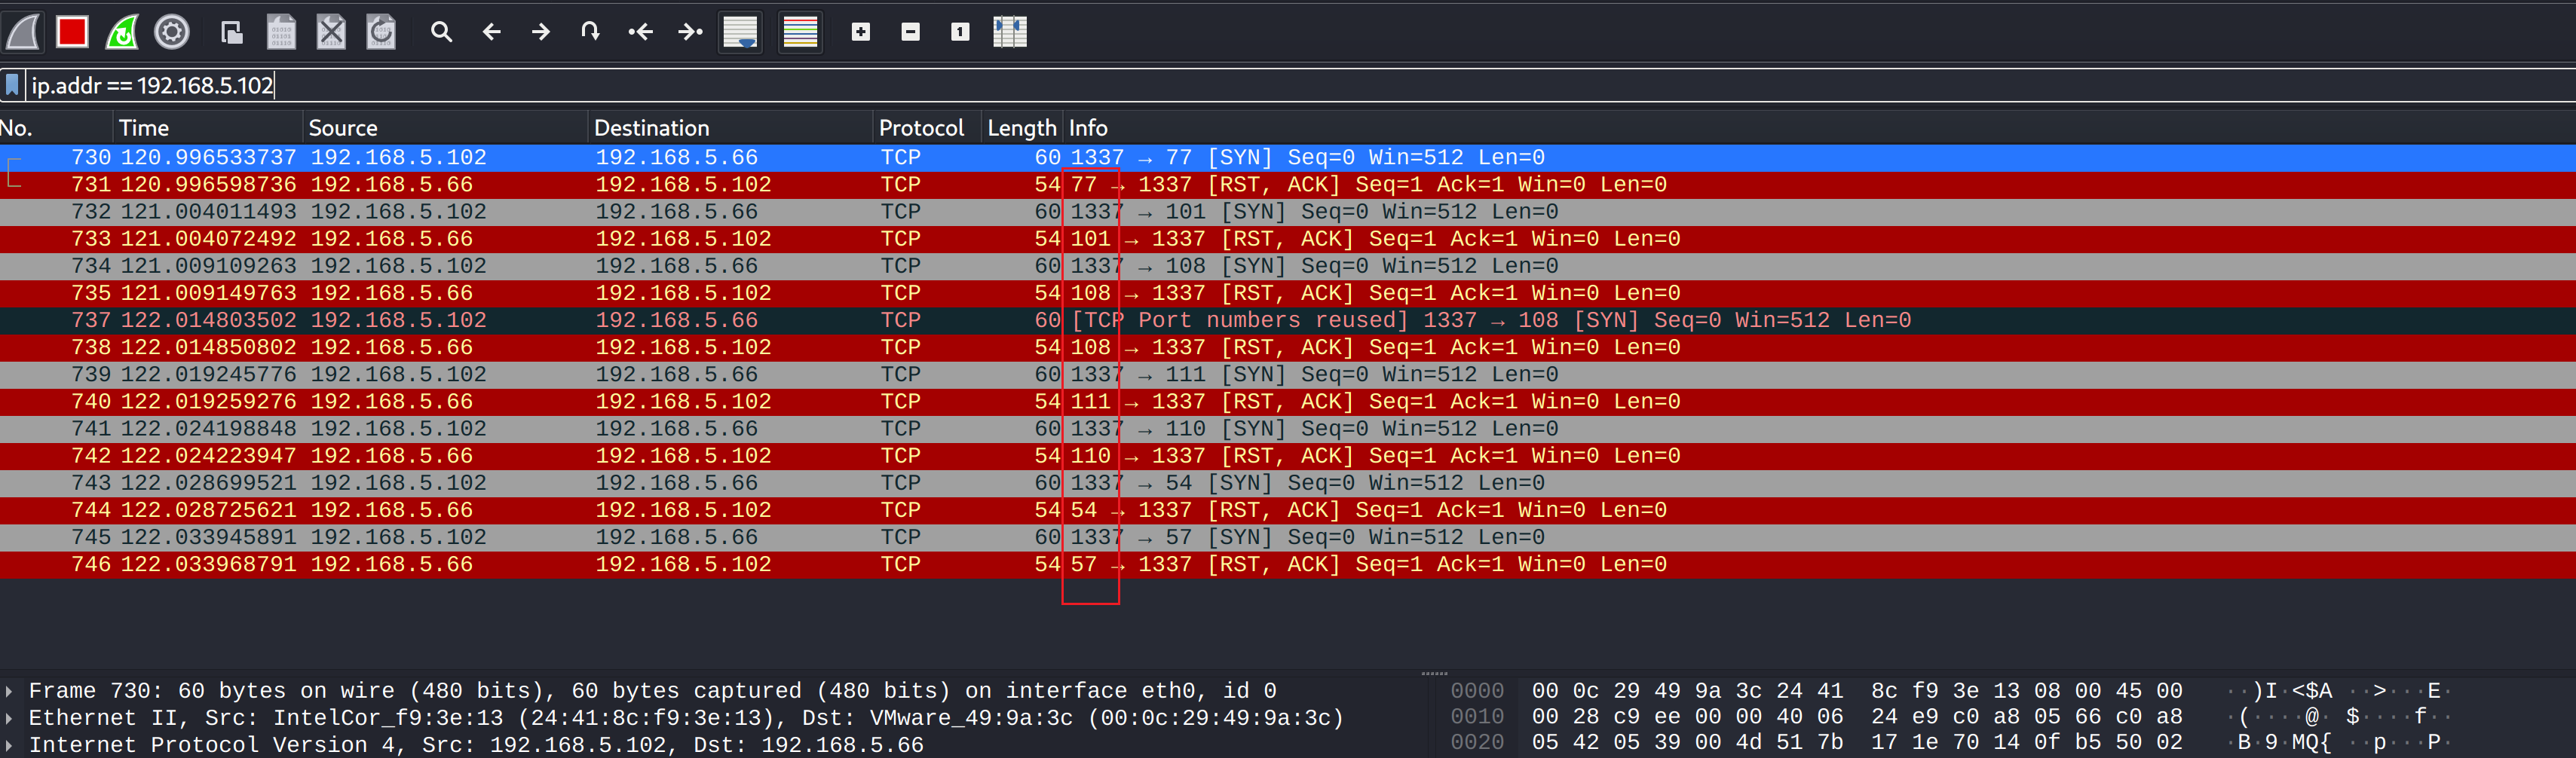 ip.addr == 192.168.5.102
No. Time Source Destination Protocol Length Info
730 120.996533737 192.168.5.102 192.168.5.66 TCP 60 1337 → 77 [SYN] Seq=0 Win=512 Len=0
731 120.996598736 192.168.5.66 192.168.5.102 TCP 54 77 → 1337 [RST, ACK] Seq=1 Ack=1 Win=0 Len=0
732 121.004011493 192.168.5.102 192.168.5.66 TCP 60 1337 → 101 [SYN] Seq=0 Win=512 Len=0
733 121.004072492 192.168.5.66 192.168.5.102 TCP 54 101 → 1337 [RST, ACK] Seq=1 Ack=1 Win=0 Len=0
734 121.009109263 192.168.5.102 192.168.5.66 TCP 60 1337 → 108 [SYN] Seq=0 Win=512 Len=0
735 121.009149763 192.168.5.66 192.168.5.102 TCP 54 108 → 1337 [RST, ACK] Seq=1 Ack=1 Win=0 Len=0
737 122.014803502 192.168.5.102 192.168.5.66 TCP 60 [TCP Port numbers reused] 1337 → 108 [SYN] Seq=0 Win=512 Len=0
738 122.014850802 192.168.5.66 192.168.5.102 TCP 54 108 → 1337 [RST, ACK] Seq=1 Ack=1 Win=0 Len=0
739 122.019245776 192.168.5.102 192.168.5.66 TCP 60 1337 → 111 [SYN] Seq=0 Win=512 Len=0
740 122.019259276 192.168.5.66 192.168.5.102 TCP 54 111 → 1337 [RST, ACK] Seq=1 Ack=1 Win=0 Len=0
741 122.024198848 192.168.5.102 192.168.5.66 TCP 60 1337 → 110 [SYN] Seq=0 Win=512 Len=0
742 122.024223947 192.168.5.66 192.168.5.102 TCP 54 110 → 1337 [RST, ACK] Seq=1 Ack=1 Win=0 Len=0
743 122.028699521 192.168.5.102 192.168.5.66 TCP 60 1337 → 54 [SYN] Seq=0 Win=512 Len=0
744 122.028725621 192.168.5.66 192.168.5.102 TCP 54 54 → 1337 [RST, ACK] Seq=1 Ack=1 Win=0 Len=0
745 122.033945891 192.168.5.102 192.168.5.66 TCP 60 1337 → 57 [SYN] Seq=0 Win=512 Len=0
746 122.033968791 192.168.5.66 192.168.5.102 TCP 54 57 → 1337 [RST, ACK] Seq=1 Ack=1 Win=0 Len=0
Frame 730: 60 bytes on wire (480 bits), 60 bytes captured (480 bits) on interface eth0, id 0
Ethernet II, Src: IntelCor_f9:3e:13 (24:41:8c:f9:3e:13), Dst: VMware_49:9a:3c (00:0c:29:49:9a:3c)
Internet Protocol Version 4, Src: 192.168.5.102, Dst: 192.168.5.66
0000 00 0c 29 49 9a 3c 24 41 8c f9 3e 13 08 00 45 00 ··)I·<$A ··>···E·
0010 00 28 c9 ee 00 00 40 06 24 e9 c0 a8 05 66 c0 a8 ·(····@· $····f··
0020 05 42 05 39 00 4d 51 7b 17 1e 70 14 0f b5 50 02 ·B·9·MQ{ ··p···P·